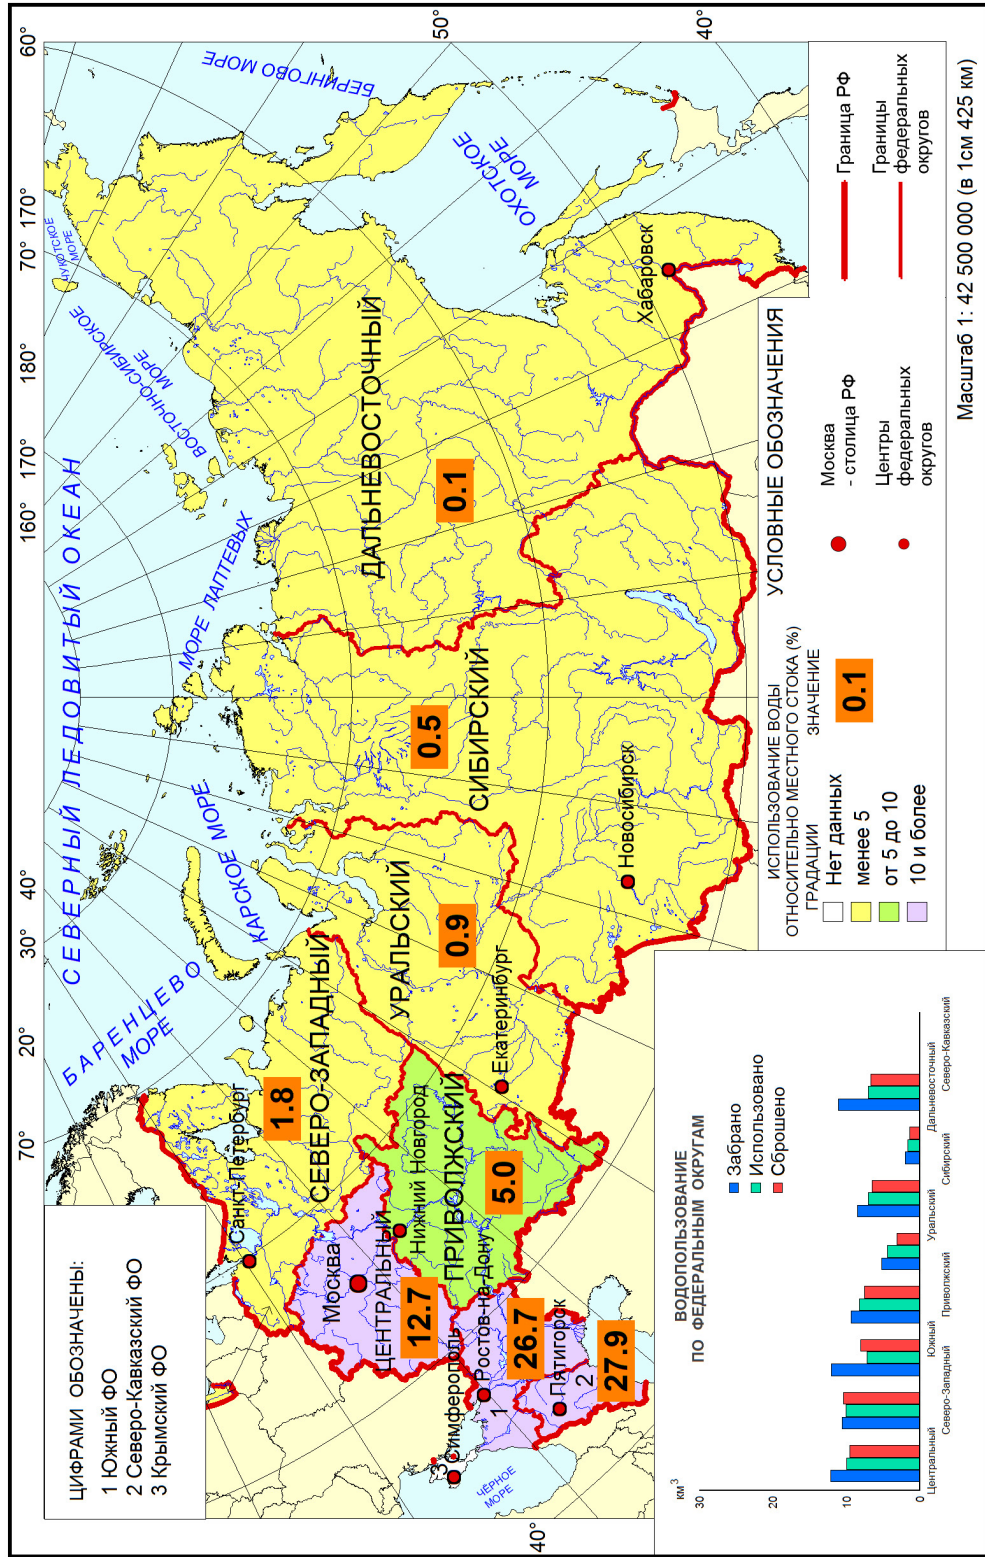 60°
50°
40°
170°
70°
180°
170°
160°
40°
30°
20°
70°
40°
СЕВЕРНЫЙ ЛЕДОВИТЫЙ ОКЕАН
БЕРИНГОВО МОРЕ
ЧУКОТСКОЕ
МОРЕ
ВОСТОЧНО-СИБИРСКОЕ
МОРЕ
МОРЕ ЛАПТЕВЫХ
КАРСКОЕ МОРЕ
БАРЕНЦЕВО
МОРЕ
ОХОТСКОЕ
МОРЕ
ЧЁРНОЕ
МОРЕ
ЦИФРАМИ ОБОЗНАЧЕНЫ:
1 Южный ФО
2 Северо-Кавказский ФО
3 Крымский ФО
Санкт-Петербург
1.8
СЕВЕРО-ЗАПАДНЫЙ
Москва
ЦЕНТРАЛЬНЫЙ
12.7
Нижний Новгород
ПРИВОЛЖСКИЙ
5.0
УРАЛЬСКИЙ
0.9
Екатеринбург
СИБИРСКИЙ
0.5
Новосибирск
ДАЛЬНЕВОСТОЧНЫЙ
0.1
Хабаровск
3
Симферополь
1
Ростов-на-Дону
26.7
Пятигорск
2
27.9
ВОДОПОЛЬЗОВАНИЕ
ПО ФЕДЕРАЛЬНЫМ ОКРУГАМ
км³
30
20
10
0
Забрано
Использовано
Сброшено
Центральный
Северо-Западный
Южный
Приволжский
Уральский
Сибирский
Дальневосточный
Северо-Кавказский
УСЛОВНЫЕ ОБОЗНАЧЕНИЯ
ИСПОЛЬЗОВАНИЕ ВОДЫ
ОТНОСИТЕЛЬНО МЕСТНОГО СТОКА (%)
ГРАДАЦИИ
ЗНАЧЕНИЕ
Нет данных
менее 5
от 5 до 10
10 и более
0.1
Москва
- столица РФ
Центры
федеральных
округов
Граница РФ
Границы
федеральных
округов
Масштаб 1: 42 500 000 (в 1см 425 км)